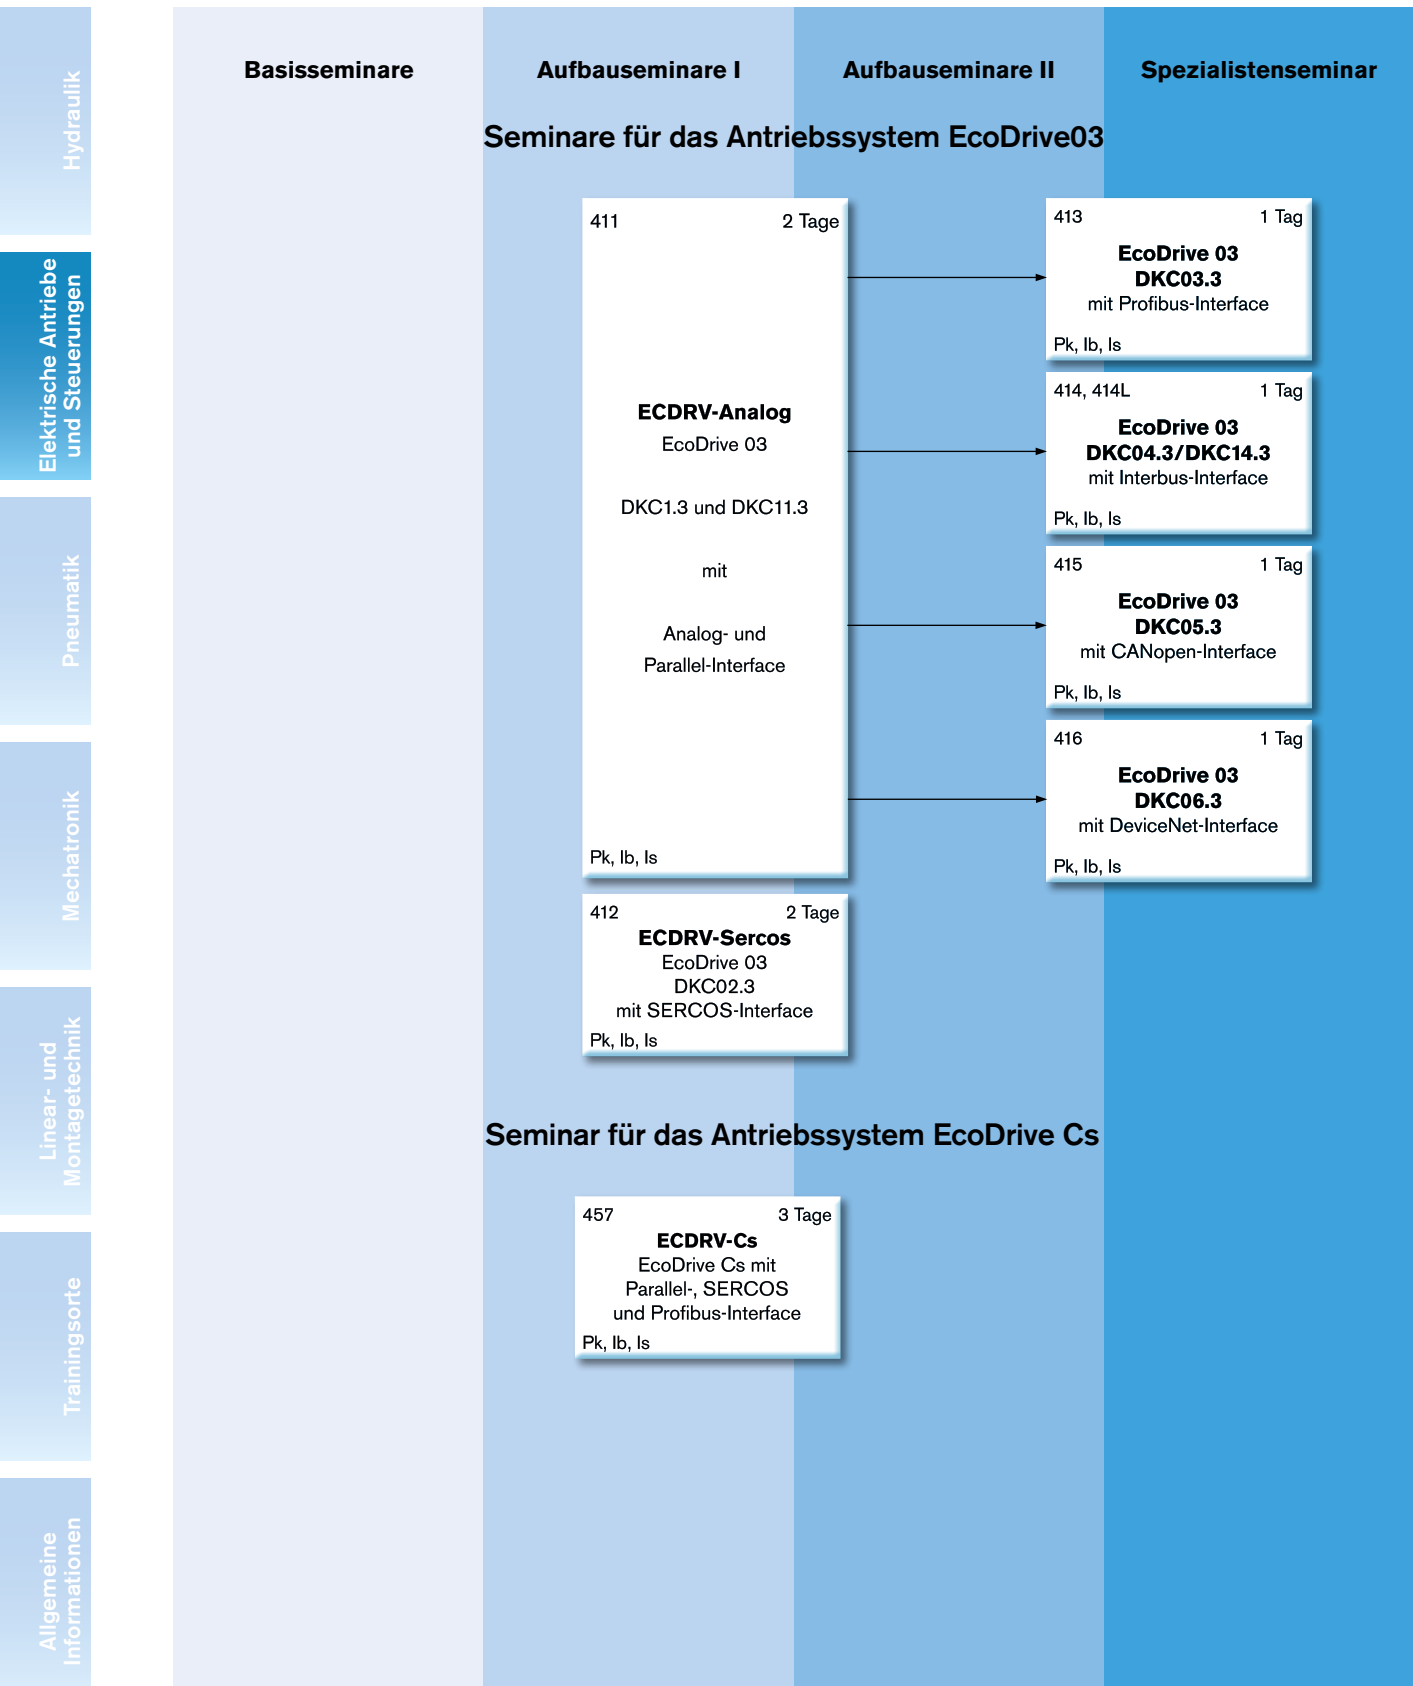 Hydraulik
Elektrische Antriebe
und Steuerungen
Pneumatik
Mechatronik
Linear- und
Montagetechnik
Trainingsorte
Allgemeine
Informationen
Basisseminare
Aufbauseminare I
Aufbauseminare II
Spezialistenseminar
Seminare für das Antriebssystem EcoDrive03
411 2 Tage
ECDRV-Analog
EcoDrive 03
DKC1.3 und DKC11.3
mit
Analog- und
Parallel-Interface
Pk, Ib, Is
413 1 Tag
EcoDrive 03
DKC03.3
mit Profibus-Interface
Pk, Ib, Is
414, 414L 1 Tag
EcoDrive 03
DKC04.3/DKC14.3
mit Interbus-Interface
Pk, Ib, Is
415 1 Tag
EcoDrive 03
DKC05.3
mit CANopen-Interface
Pk, Ib, Is
416 1 Tag
EcoDrive 03
DKC06.3
mit DeviceNet-Interface
Pk, Ib, Is
412 2 Tage
ECDRV-Sercos
EcoDrive 03
DKC02.3
mit SERCOS-Interface
Pk, Ib, Is
Seminar für das Antriebssystem EcoDrive Cs
457 3 Tage
ECDRV-Cs
EcoDrive Cs mit
Parallel-, SERCOS
und Profibus-Interface
Pk, Ib, Is